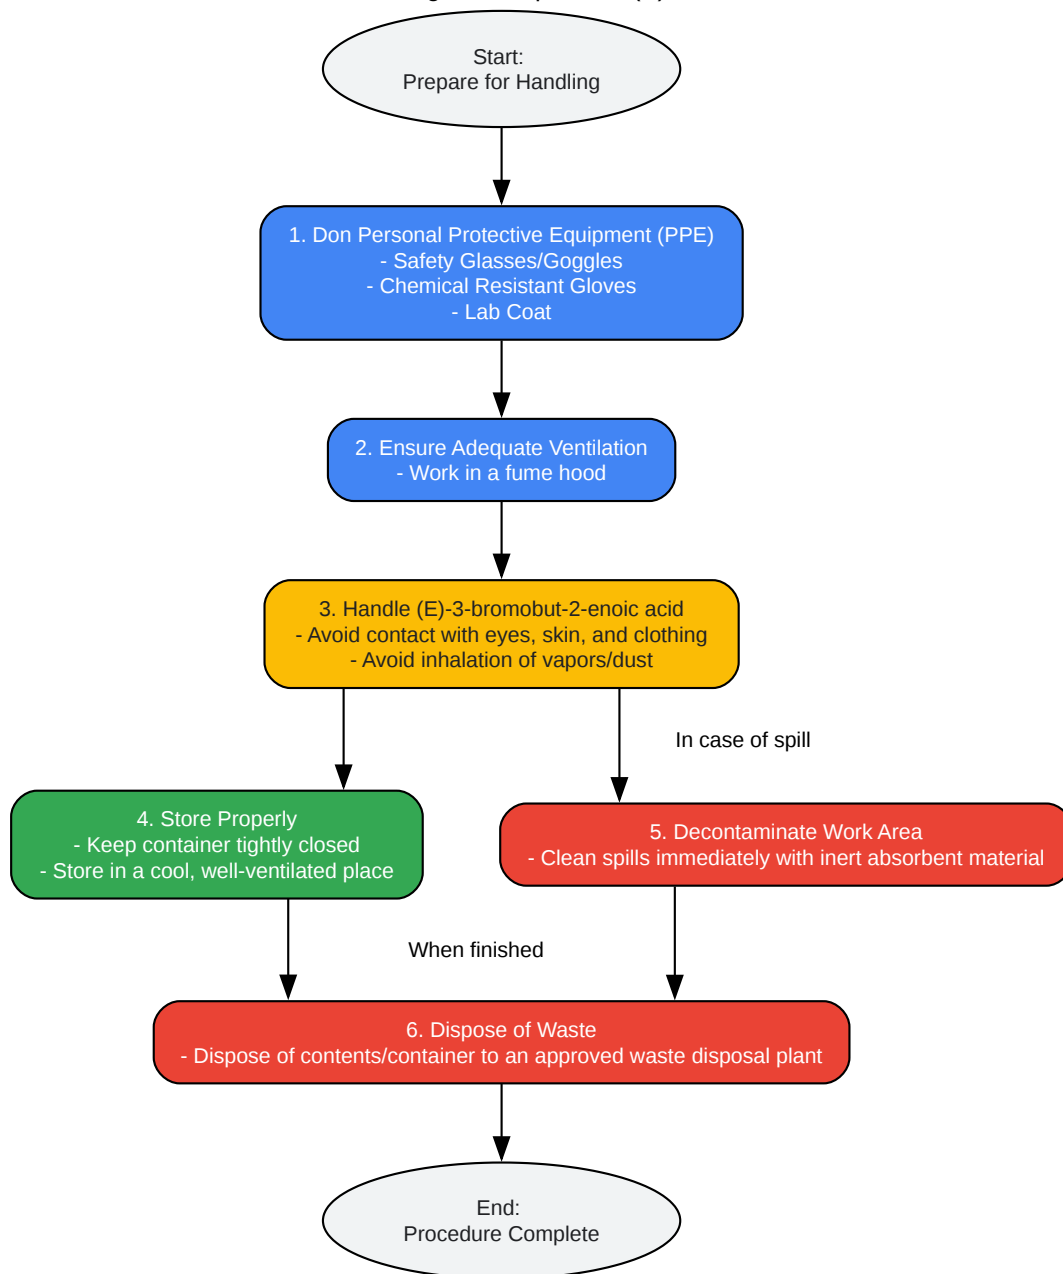 Start:
Prepare for Handling
1. Don Personal Protective Equipment (PPE)
- Safety Glasses/Goggles
- Chemical Resistant Gloves
- Lab Coat
2. Ensure Adequate Ventilation
- Work in a fume hood
3. Handle (E)-3-bromobut-2-enoic acid
- Avoid contact with eyes, skin, and clothing
- Avoid inhalation of vapors/dust
In case of spill
4. Store Properly
- Keep container tightly closed
- Store in a cool, well-ventilated place
5. Decontaminate Work Area
- Clean spills immediately with inert absorbent material
When finished
6. Dispose of Waste
- Dispose of contents/container to an approved waste disposal plant
End:
Procedure Complete